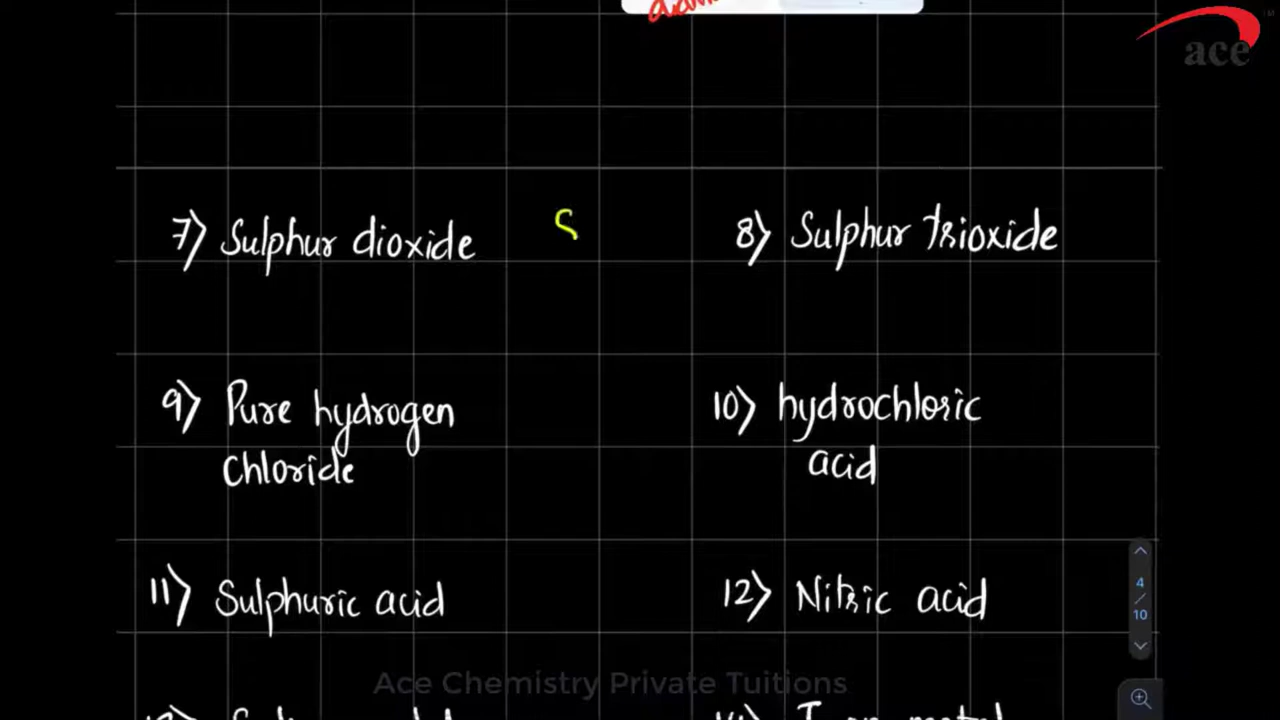 ace
7) Sulphur dioxide S
8) Sulphur trioxide
9) Pure hydrogen
chloride
10) hydrochloric
acid
11) Sulphuric acid
12) Nitric acid
4
/
10
Ace Chemistry Private Tuitions